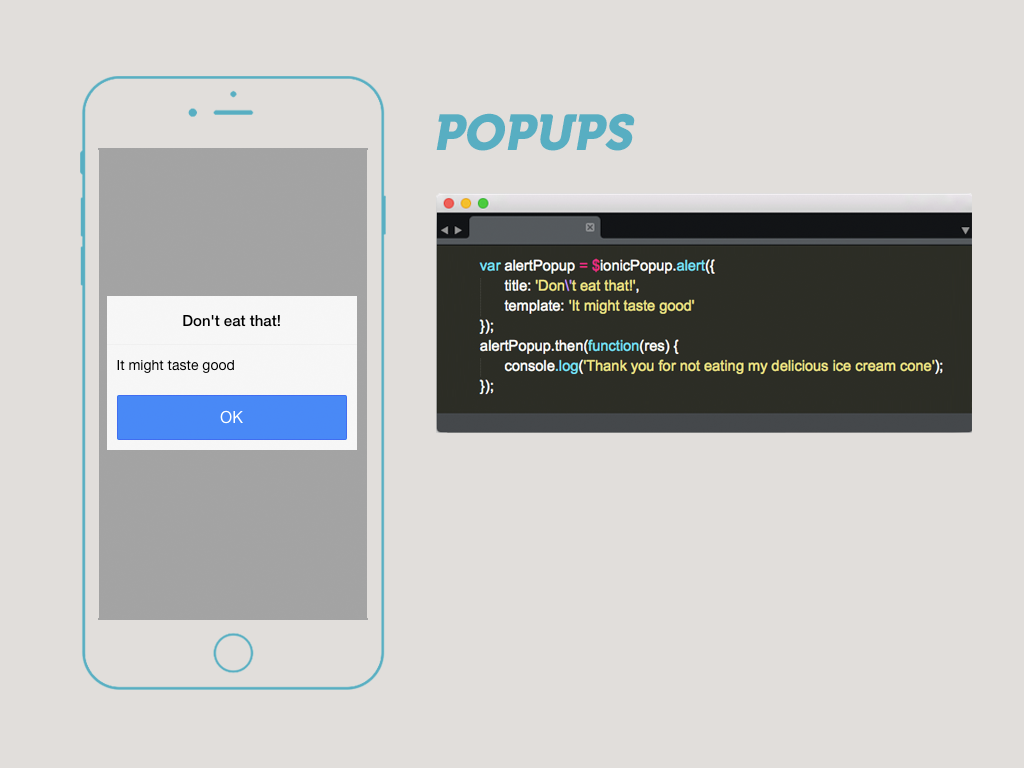 POPUPS
Don't eat that!
It might taste good
OK
var alertPopup = $ionicPopup.alert({
title: 'Don\'t eat that!',
template: 'It might taste good'
});
alertPopup.then(function(res) {
console.log('Thank you for not eating my delicious ice cream cone');
});